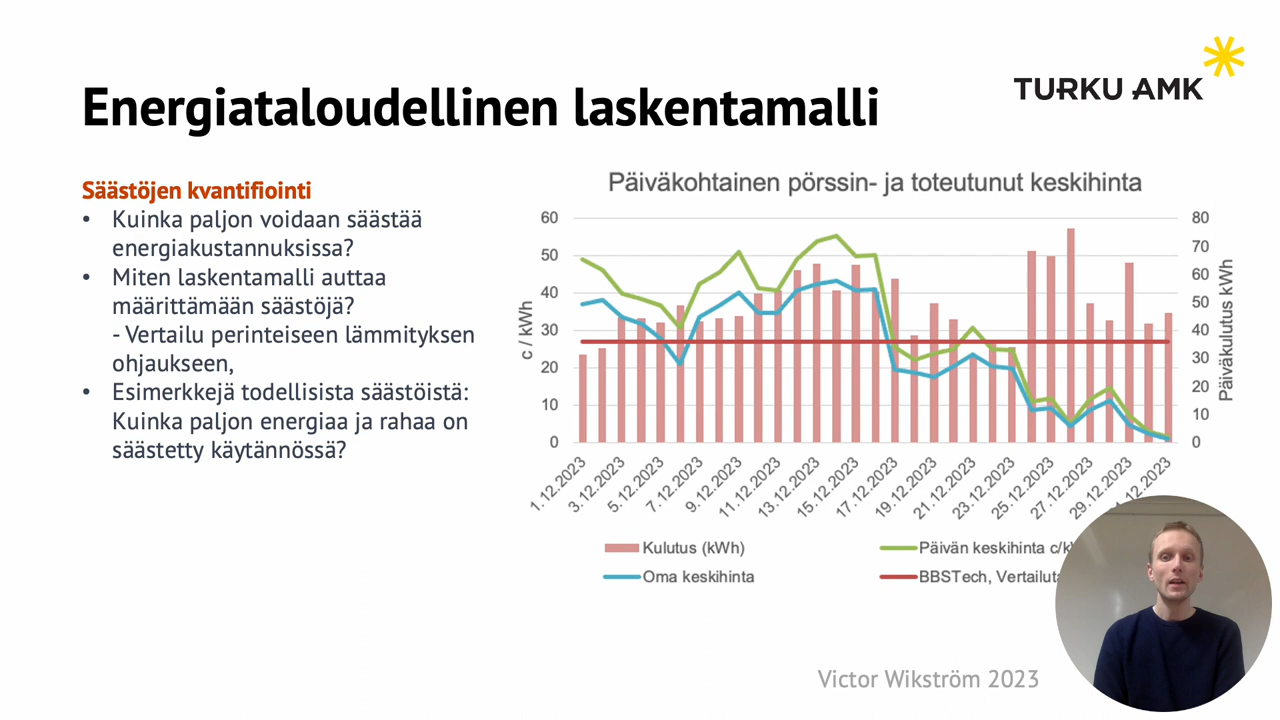 TURKU AMK
Energiataloudellinen laskentamalli
Säästöjen kvantifiointi
• Kuinka paljon voidaan säästää
energiakustannuksissa?
• Miten laskentamalli auttaa
määrittämään säästöjä?
- Vertailu perinteiseen lämmityksen
ohjaukseen,
• Esimerkkejä todellisista säästöistä:
Kuinka paljon energiaa ja rahaa on
säästetty käytännössä?
Päiväkohtainen pörssin- ja toteutunut keskihinta
60
50
40
30
20
10
0
c / kWh
80
70
60
50
40
30
20
10
0
Päiväkulutus kWh
1.12.2023
3.12.2023
5.12.2023
7.12.2023
9.12.2023
11.12.2023
13.12.2023
15.12.2023
17.12.2023
19.12.2023
21.12.2023
23.12.2023
25.12.2023
27.12.2023
29.12.2023
.12.2023
Kulutus (kWh)
Päivän keskihinta
Oma keskihinta
BBSTech,
Victor Wikström 2023